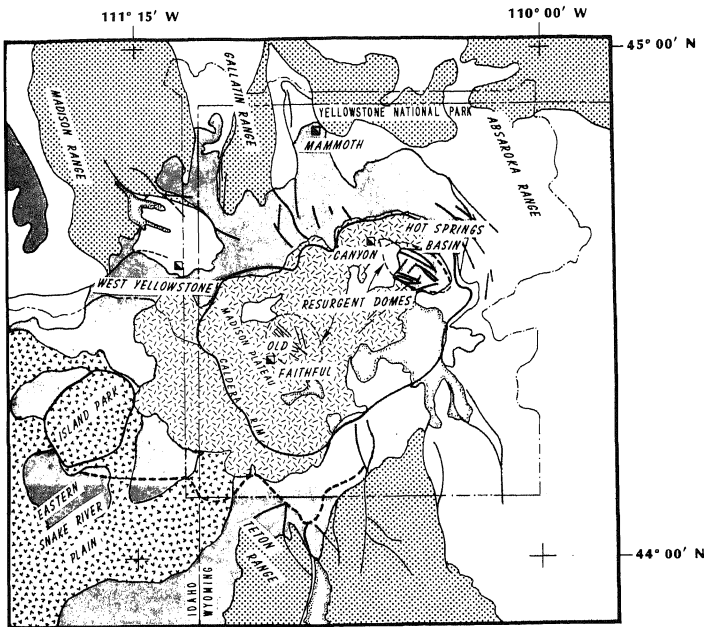 111° 15' W
110° 00' W
45° 00' N
GALLATIN RANGE
MADISON RANGE
YELLOWSTONE NATIONAL PARK
ABSAROKA RANGE
MAMMOTH
HOT SPRINGS
BASIN
CANYON
WEST YELLOWSTONE
RESURGENT DOMES
MADISON PLATEAU
OLD
FAITHFUL
CALDERA RIM
ISLAND PARK
EASTERN
SNAKE RIVER
PLAIN
TETON
RANGE
44° 00' N
IDAHO
WYOMING